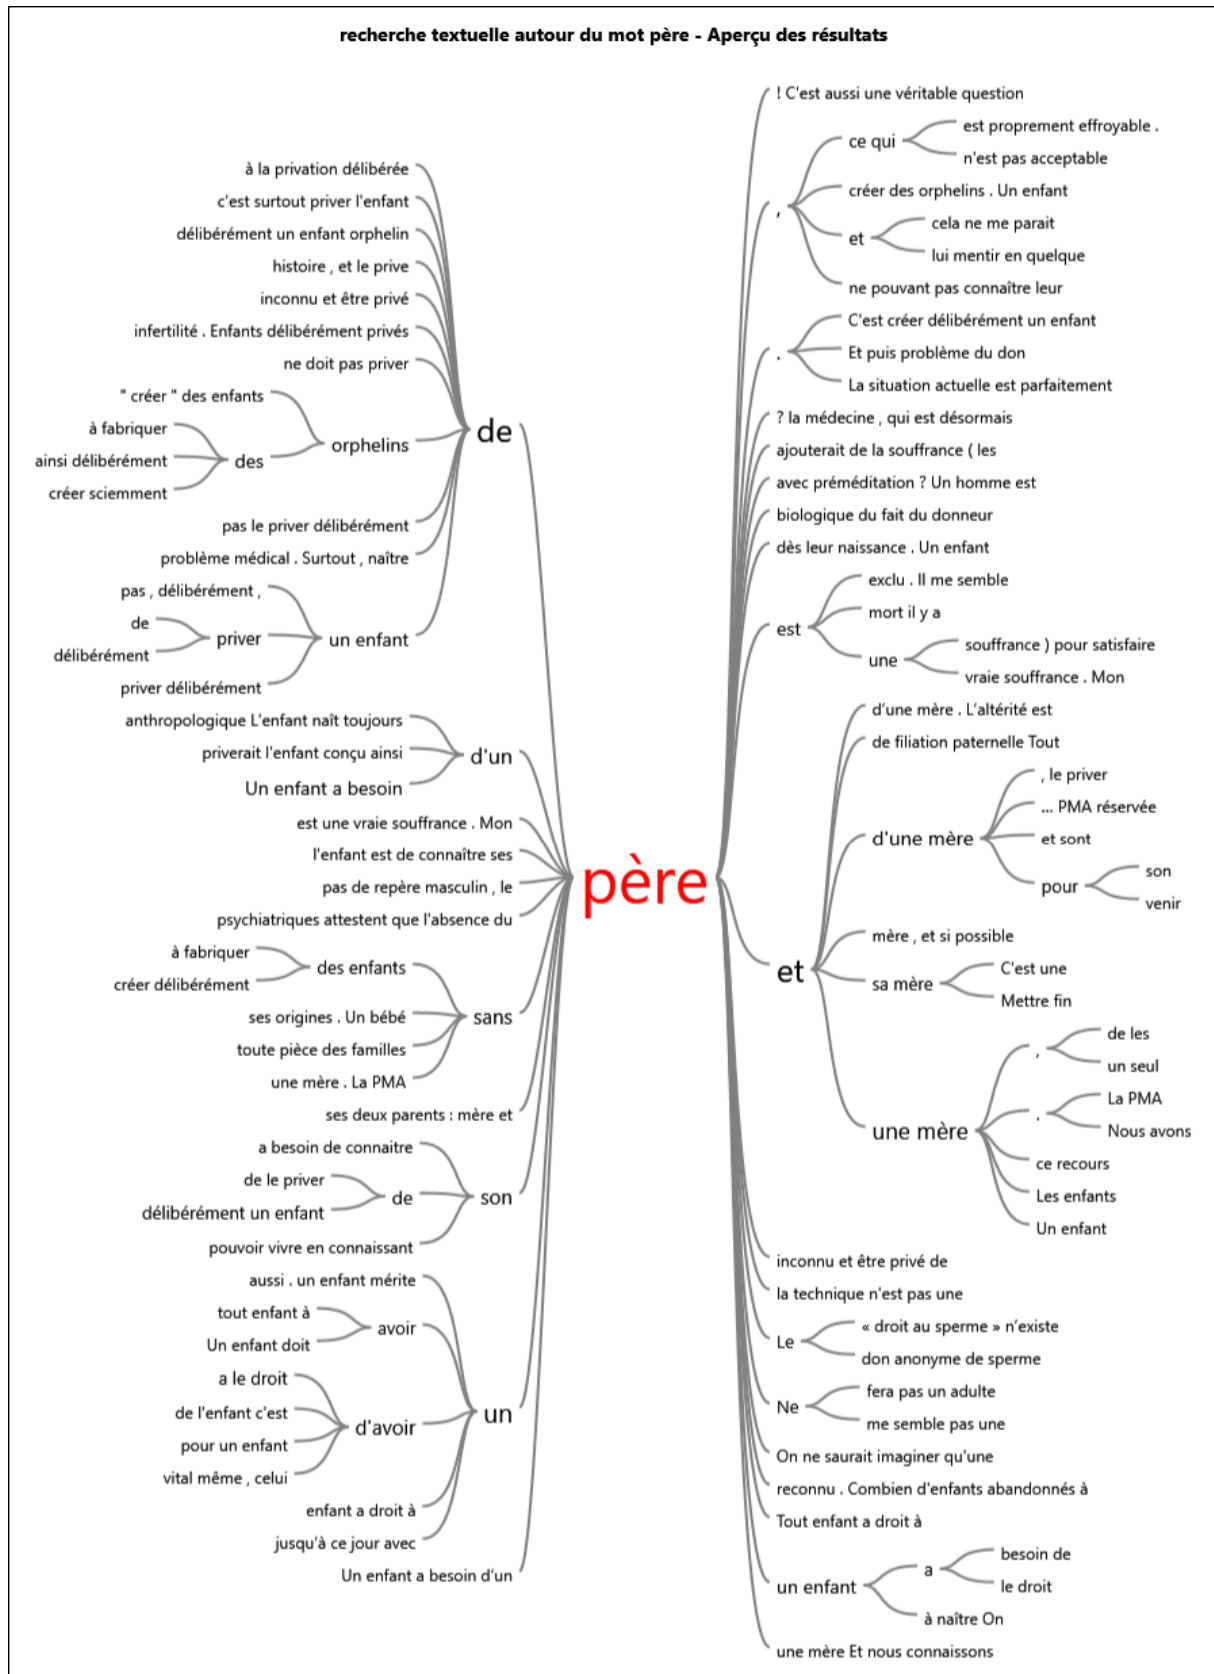 recherche textuelle autour du mot père - Aperçu des résultats
à la privation délibérée
c'est surtout priver l'enfant
délibérément un enfant orphelin
histoire , et le prive
inconnu et être privé
infertilité . Enfants délibérément privés
ne doit pas priver
" créer " des enfants
à fabriquer
ainsi délibérément
créer sciemment
des
orphelins
pas le priver délibérément
problème médical . Surtout , naître
pas , délibérément ,
de
délibérément
priver
priver délibérément
un enfant
de
anthropologique L'enfant naît toujours
priverait l'enfant conçu ainsi
Un enfant a besoin
d'un
est une vraie souffrance . Mon
l'enfant est de connaître ses
pas de repère masculin , le
psychiatriques attestent que l'absence du
à fabriquer
créer délibérément
des enfants
ses origines . Un bébé
toute pièce des familles
une mère . La PMA
sans
ses deux parents : mère et
a besoin de connaitre
de le priver
délibérément un enfant
de
pouvoir vivre en connaissant
son
aussi . un enfant mérite
tout enfant à
Un enfant doit
avoir
a le droit
de l'enfant c'est
pour un enfant
vital même , celui
d'avoir
enfant a droit à
jusqu'à ce jour avec
un
Un enfant a besoin d’un
père
! C'est aussi une véritable question
,
ce qui
est proprement effroyable .
n'est pas acceptable
créer des orphelins . Un enfant
et
cela ne me parait
lui mentir en quelque
ne pouvant pas connaître leur
.
C'est créer délibérément un enfant
Et puis problème du don
La situation actuelle est parfaitement
? la médecine , qui est désormais
ajouterait de la souffrance ( les
avec préméditation ? Un homme est
biologique du fait du donneur
dès leur naissance . Un enfant
est
exclu . Il me semble
mort il y a
une
souffrance ) pour satisfaire
vraie souffrance . Mon
et
d’une mère . L’altérité est
de filiation paternelle Tout
d'une mère
, le priver
... PMA réservée
et sont
pour
son
venir
mère , et si possible
sa mère
C'est une
Mettre fin
une mère
,
de les
un seul
.
La PMA
Nous avons
ce recours
Les enfants
Un enfant
inconnu et être privé de
la technique n'est pas une
Le
« droit au sperme » n’existe
don anonyme de sperme
Ne
fera pas un adulte
me semble pas une
On ne saurait imaginer qu'une
reconnu . Combien d'enfants abandonnés à
Tout enfant a droit à
un enfant
a
besoin de
le droit
à naître On
une mère Et nous connaissons